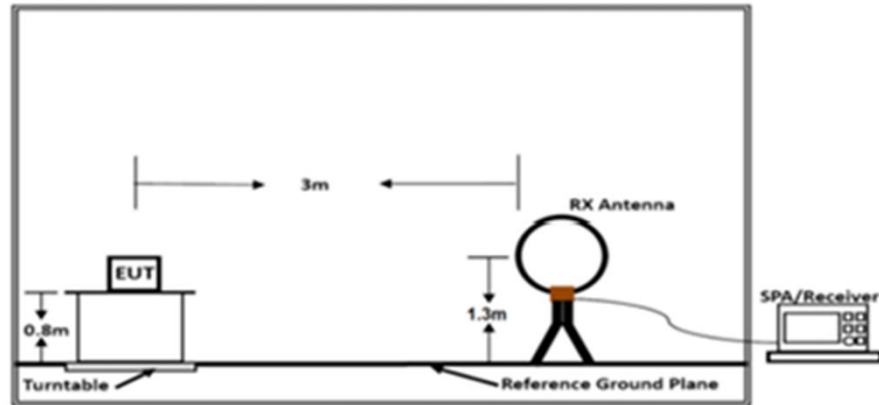 3m
RX Antenna
EUT
SPA/Receiver
0.8m
1.3m
Turntable
Reference Ground Plane